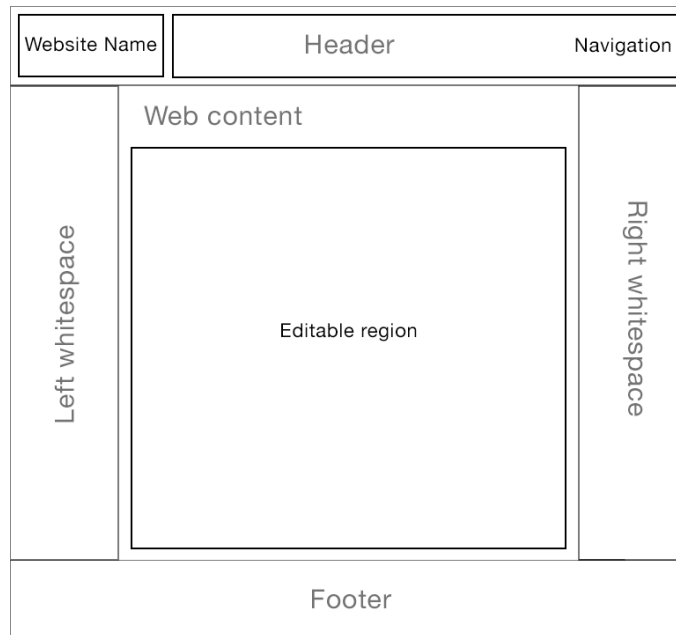 Website Name
Header
Navigation
Web content
Left whitespace
Editable region
Right whitespace
Footer